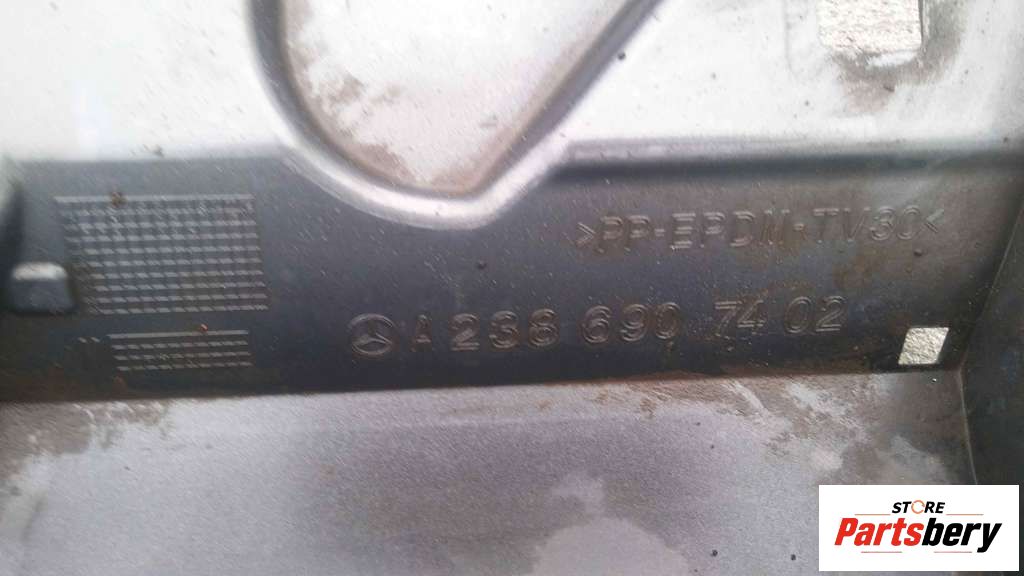 >PP-EPDM-TV30<
A 238 690 74 02
STORE
Partsbery